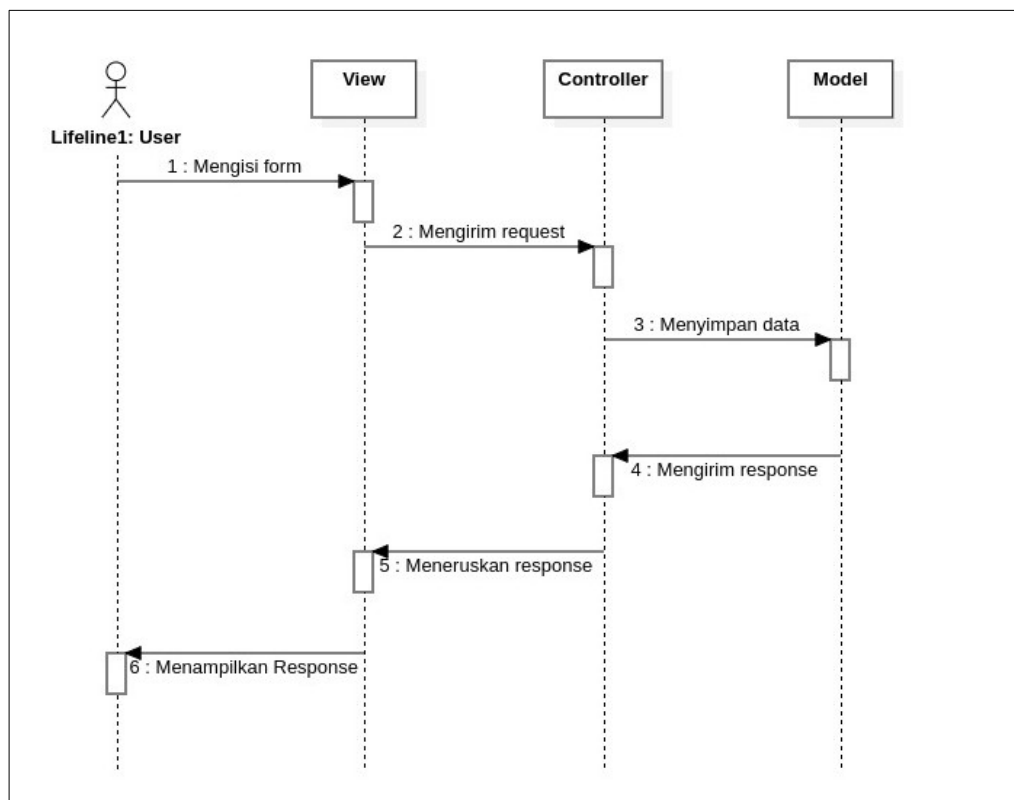 View
Controller
Model
Lifeline1: User
1 : Mengisi form
2 : Mengirim request
3 : Menyimpan data
4 : Mengirim response
5 : Meneruskan response
6 : Menampilkan Response